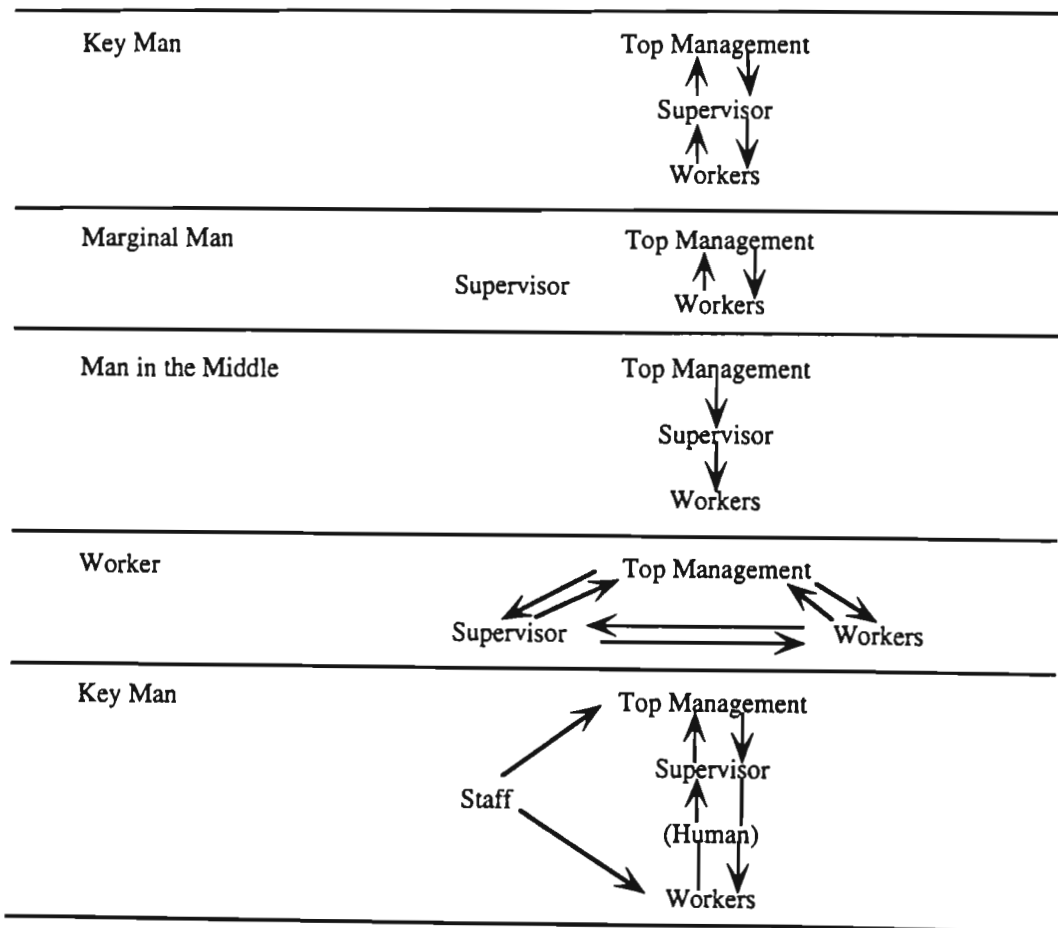 Key Man
Top Management
Supervisor
Workers
Marginal Man
Top Management
Supervisor
Workers
Man in the Middle
Top Management
Supervisor
Workers
Worker
Top Management
Supervisor
Workers
Key Man
Top Management
Supervisor
Staff
(Human)
Workers